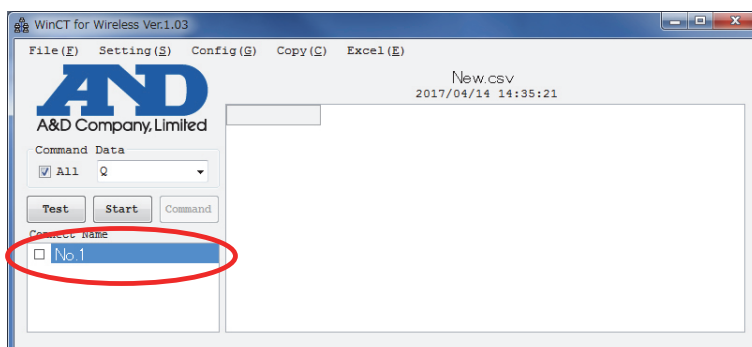 WinCT for Wireless Ver.1.03
File(F) Setting(S) Config(G) Copy(C) Excel(E)
New.csv
2017/04/14 14:35:21
AND
A&D Company, Limited
Command Data
All Q
Test Start Command
Connect Name
No.1